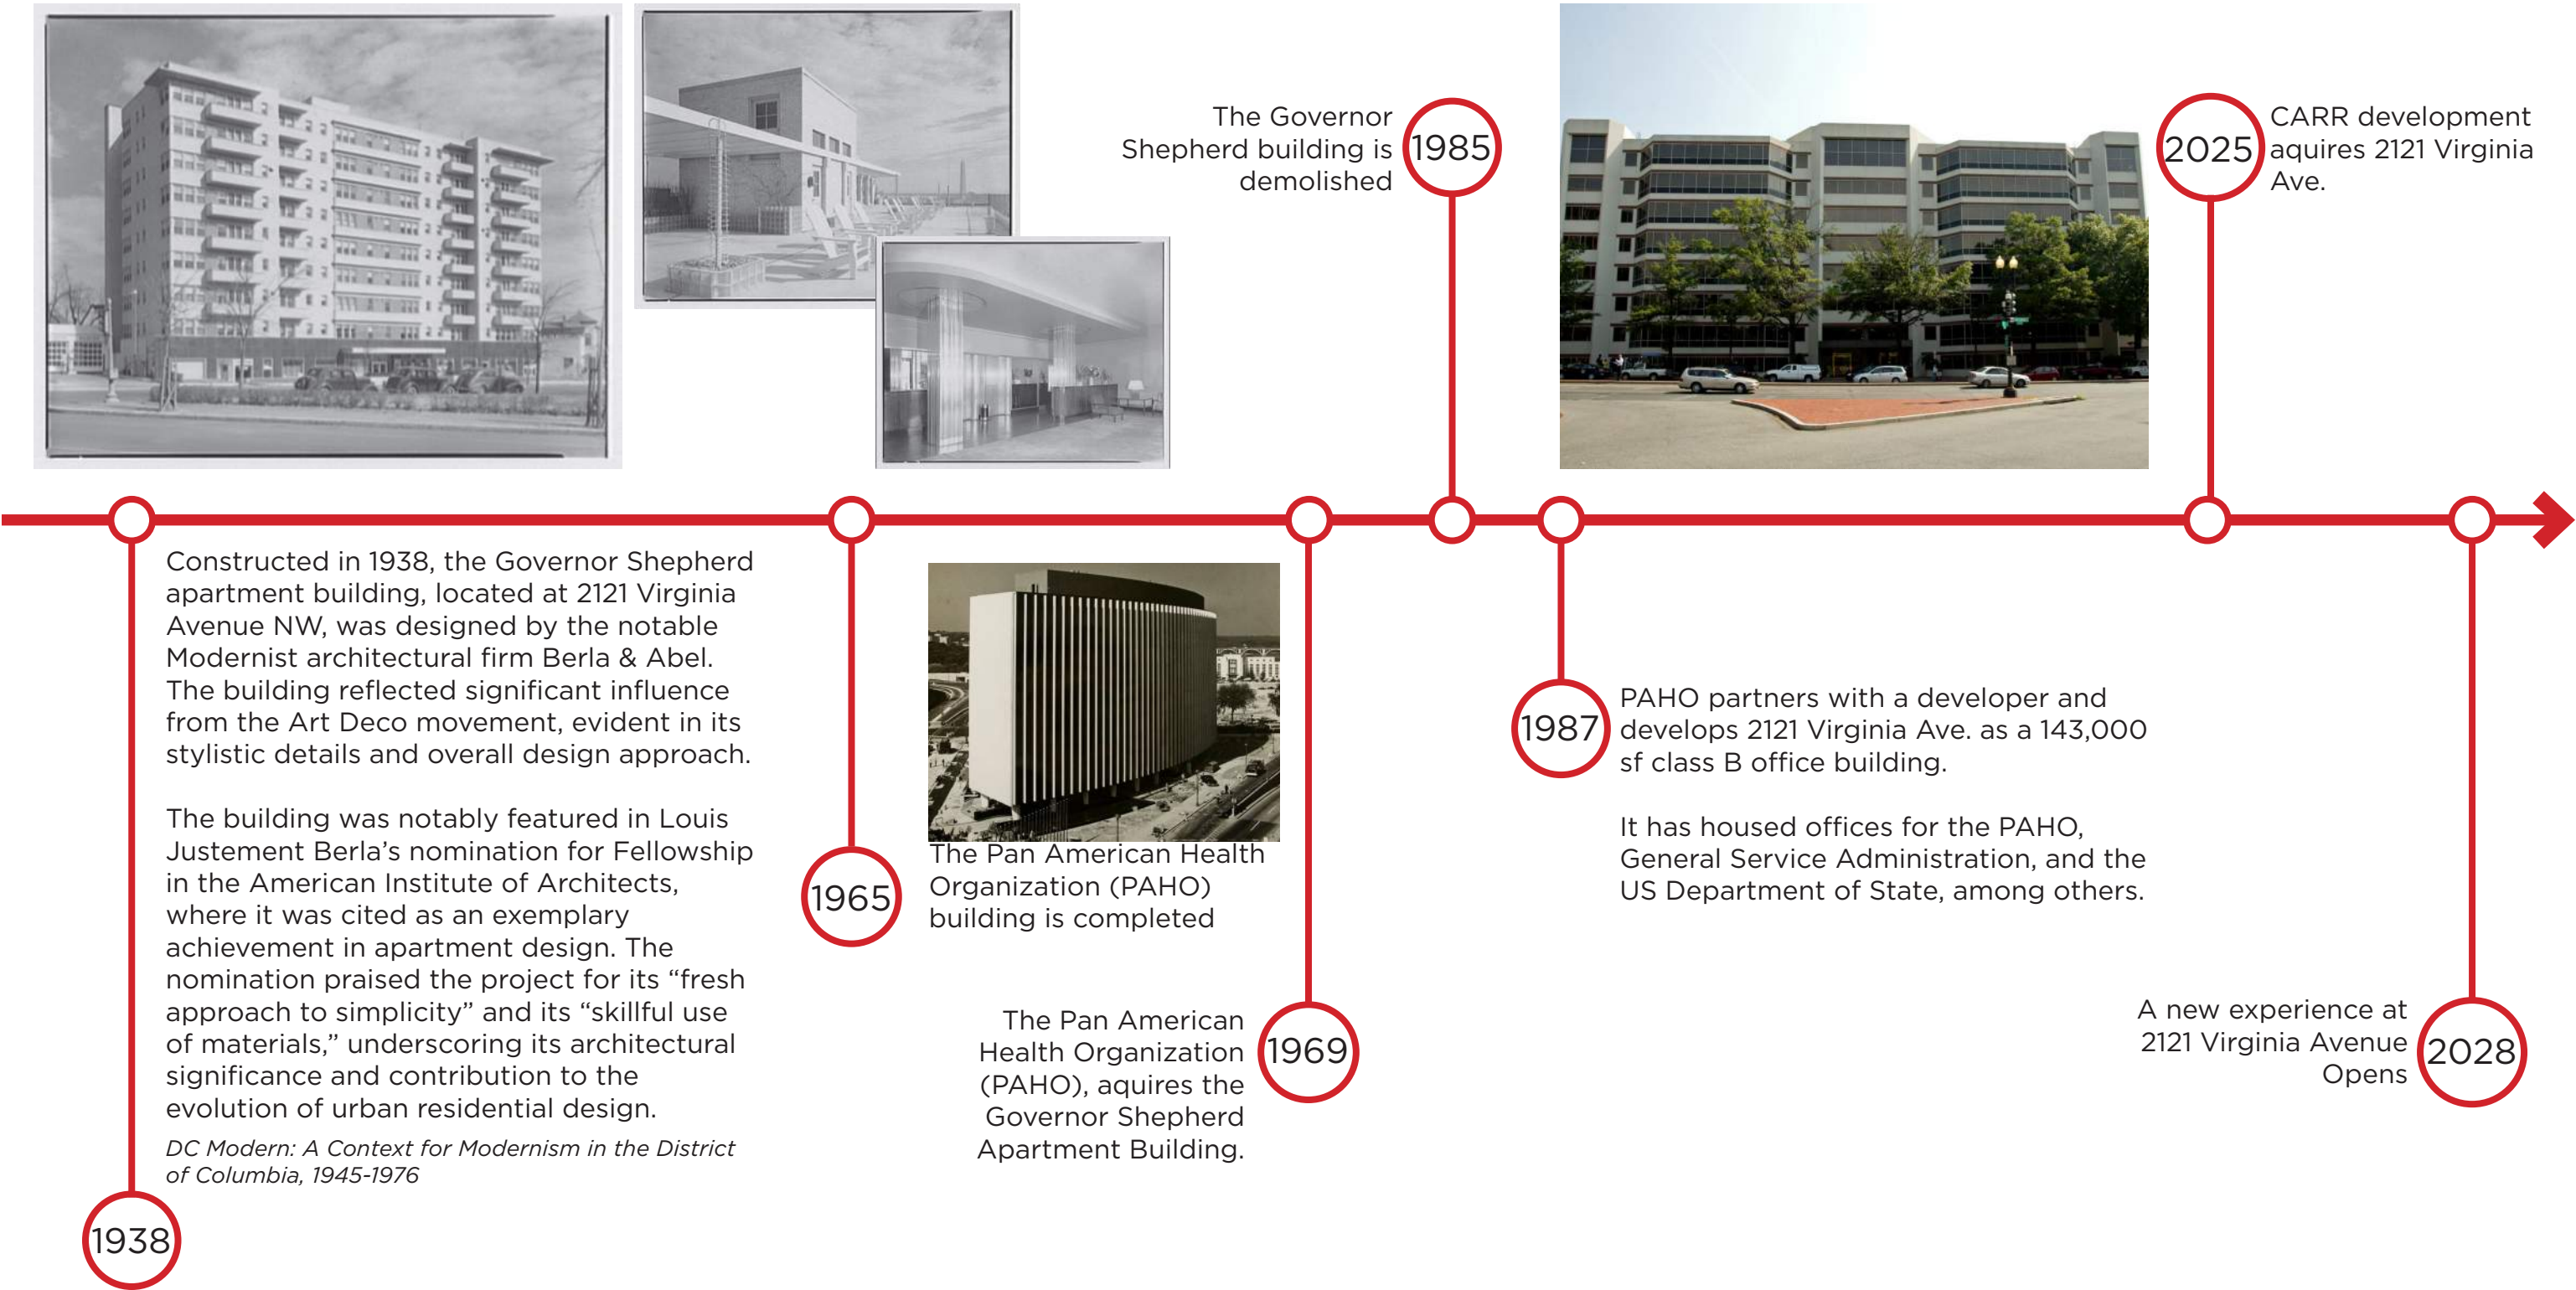 Constructed in 1938, the Governor Shepherd
apartment building, located at 2121 Virginia
Avenue NW, was designed by the notable
Modernist architectural firm Berla & Abel.
The building reflected significant influence
from the Art Deco movement, evident in its
stylistic details and overall design approach.
The building was notably featured in Louis
Justement Berla’s nomination for Fellowship
in the American Institute of Architects,
where it was cited as an exemplary
achievement in apartment design. The
nomination praised the project for its “fresh
approach to simplicity” and its “skillful use
of materials,” underscoring its architectural
significance and contribution to the
evolution of urban residential design.
DC Modern: A Context for Modernism in the District
of Columbia, 1945-1976
1938
1965
The Pan American Health
Organization (PAHO)
building is completed
The Pan American
Health Organization
(PAHO), aquires the
Governor Shepherd
Apartment Building.
1969
The Governor
Shepherd building is
demolished
1985
1987
PAHO partners with a developer and
develops 2121 Virginia Ave. as a 143,000
sf class B office building.
It has housed offices for the PAHO,
General Service Administration, and the
US Department of State, among others.
2025
CARR development
aquires 2121 Virginia
Ave.
A new experience at
2121 Virginia Avenue
Opens
2028